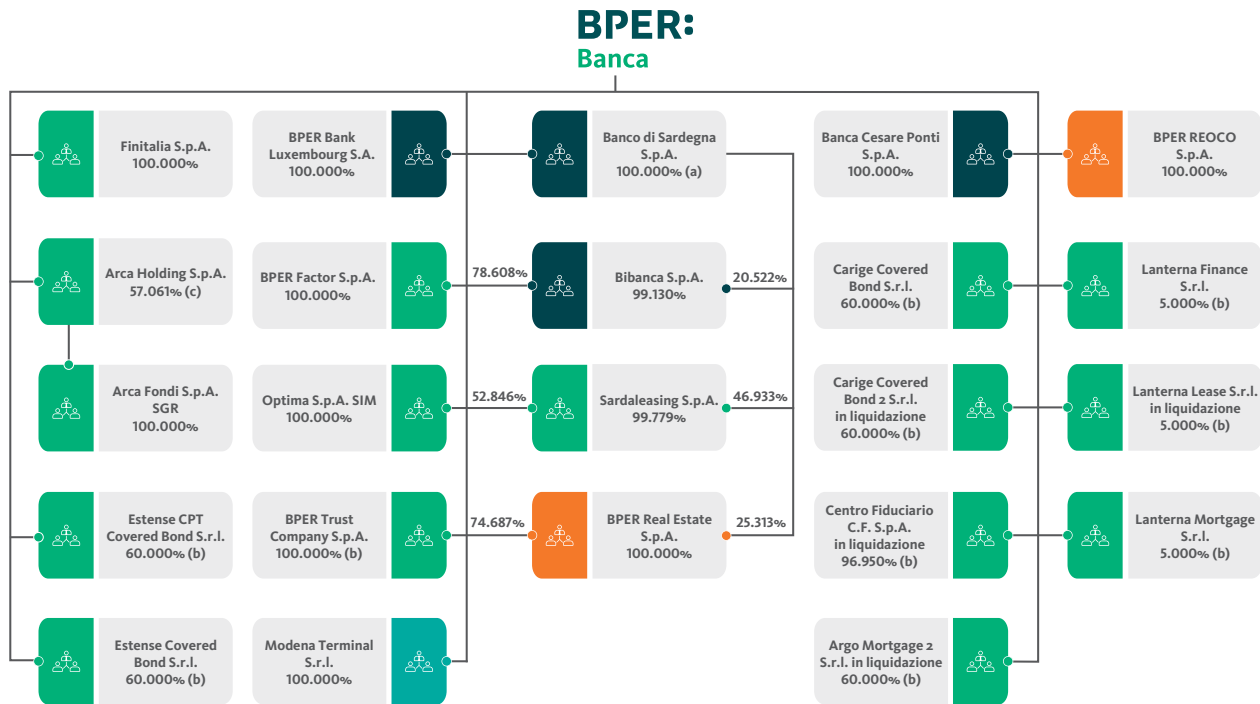 BPER:
Banca
Finitalia S.p.A.
100.000%
BPER Bank
Luxembourg S.A.
100.000%
Banco di Sardegna
S.p.A.
100.000% (a)
Banca Cesare Ponti
S.p.A.
100.000%
BPER REOCO
S.p.A.
100.000%
Arca Holding S.p.A.
57.061% (c)
BPER Factor S.p.A.
100.000%
78.608%
Bibanca S.p.A.
99.130%
20.522%
Carige Covered
Bond S.r.l.
60.000% (b)
Lanterna Finance
S.r.l.
5.000% (b)
Arca Fondi S.p.A.
SGR
100.000%
Optima S.p.A. SIM
100.000%
52.846%
Sardaleasing S.p.A.
99.779%
46.933%
Carige Covered
Bond 2 S.r.l.
in liquidazione
60.000% (b)
Lanterna Lease S.r.l.
in liquidazione
5.000% (b)
Estense CPT
Covered Bond S.r.l.
60.000% (b)
BPER Trust
Company S.p.A.
100.000% (b)
74.687%
BPER Real Estate
S.p.A.
100.000%
25.313%
Centro Fiduciario
C.F. S.p.A.
in liquidazione
96.950% (b)
Lanterna Mortgage
S.r.l.
5.000% (b)
Estense Covered
Bond S.r.l.
60.000% (b)
Modena Terminal
S.r.l.
100.000%
Argo Mortgage 2
S.r.l. in liquidazione
60.000% (b)